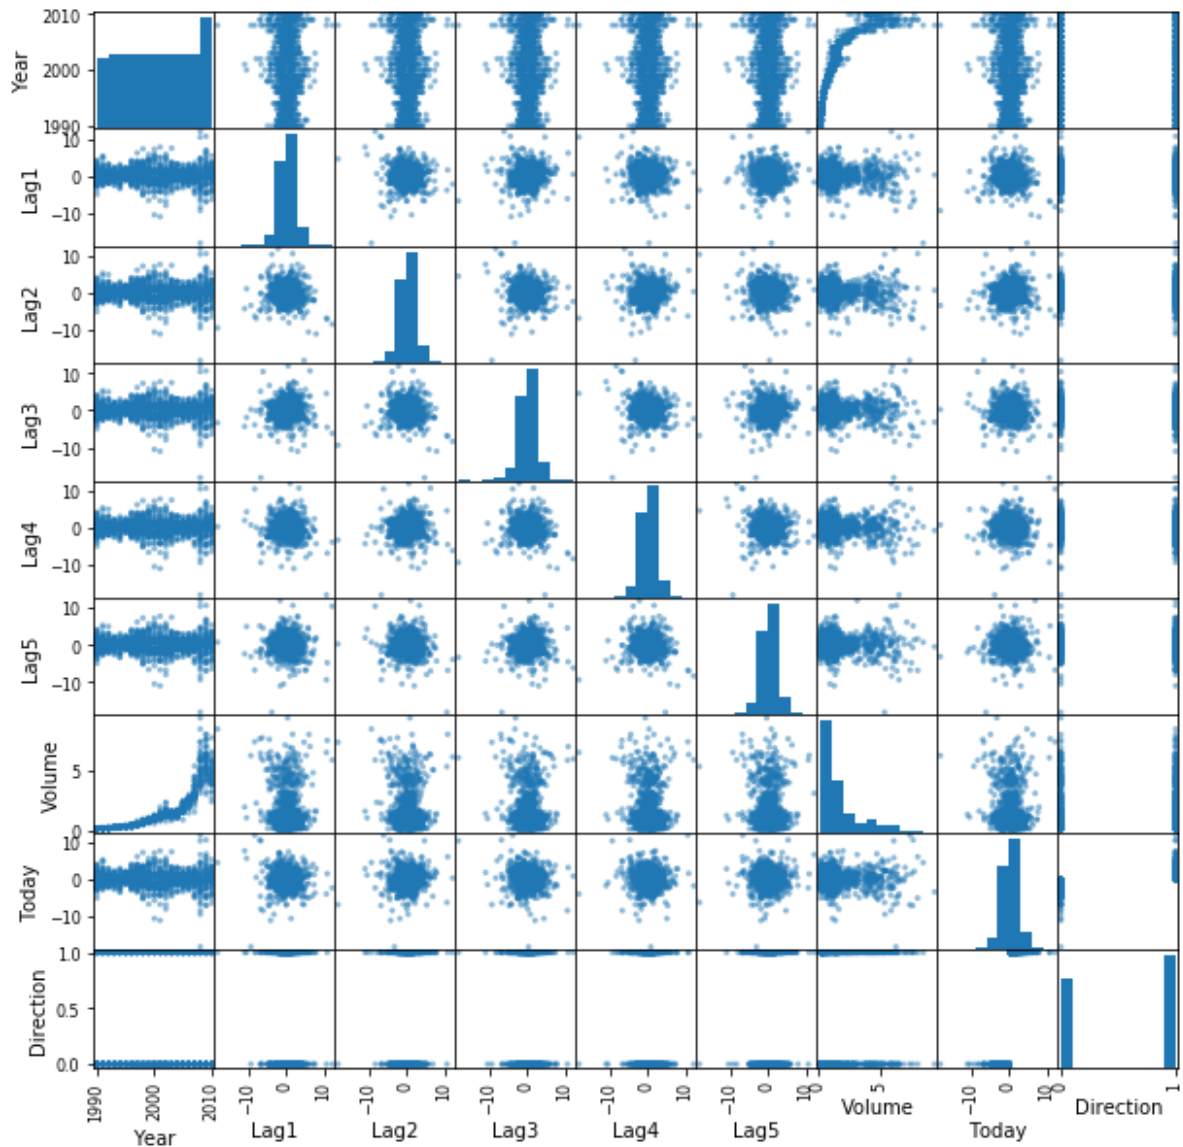 2010
Year
2000
1990
10
Lag1
0
−10
10
Lag2
0
−10
10
Lag3
0
−10
10
Lag4
0
−10
10
Lag5
0
−10
Volume
5
0
10
Today
0
−10
1.0
Direction
0.5
0.0
1990 2000 2010 −10 0 10 −10 0 10 −10 0 10 −10 0 10 −10 0 10 0 5 −10 0 10 0 1
Year Lag1 Lag2 Lag3 Lag4 Lag5 Volume Today Direction